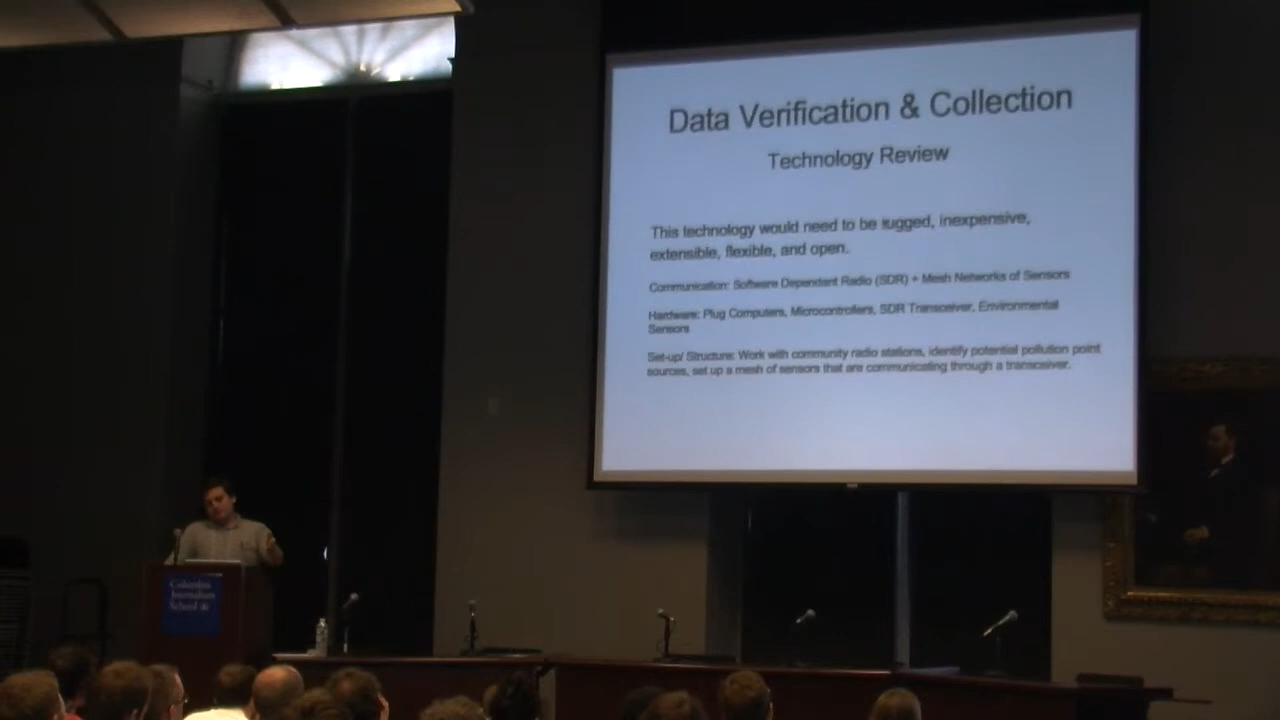 Data Verification & Collection
Technology Review
This technology would need to be rugged, inexpensive,
extensible, flexible, and open.
Communication: Software Dependant Radio (SDR) + Mesh Networks of Sensors
Hardware: Plug Computers, Microcontrollers, SDR Transceiver, Environmental
Sensors
Set-up/ Structure: Work with community radio stations, identify potential pollution point
sources, set up a mesh of sensors that are communicating through a transceiver.
Columbia
Journalism
School